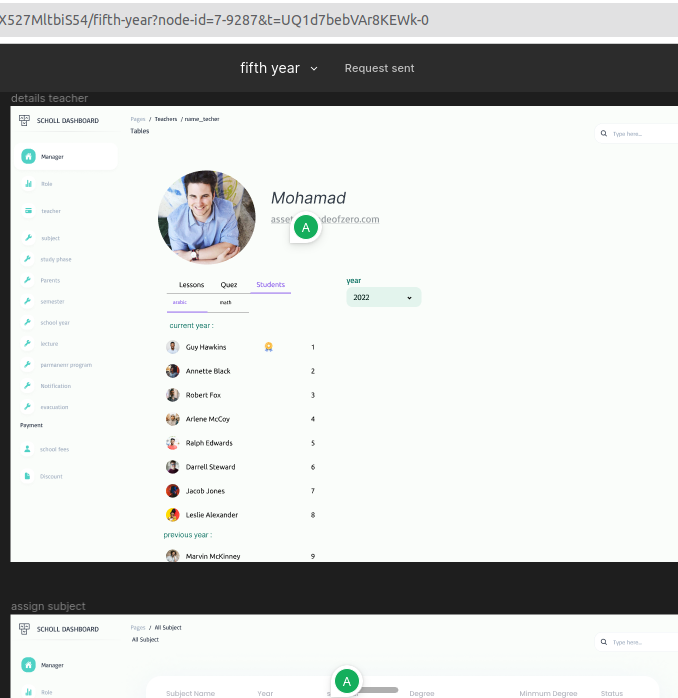 X527MltbiS54/fifth-year?node-id=7-9287&t=UQ1d7bebVAr8KEWk-0
fifth year Request sent
details teacher
SCHOLL DASHBOARD
Pages / Teachers / name_techer
Tables
Type here...
Manager
Role
teacher
subject
study phase
Parents
semester
school year
lecture
parmanent program
Notification
evacuation
Payment
school fees
Discount
Mohamad
A
Lessons Quez Students
arabic math
year
2022
current year :
Guy Hawkins 1
Annette Black 2
Robert Fox 3
Arlene McCoy 4
Ralph Edwards 5
Darrell Steward 6
Jacob Jones 7
Leslie Alexander 8
previous year :
Marvin McKinney 9
assign subject
SCHOLL DASHBOARD
Pages / All Subject
All Subject
Type here...
Manager
Role
A
Subject Name Year Degree Minmum Degree Status